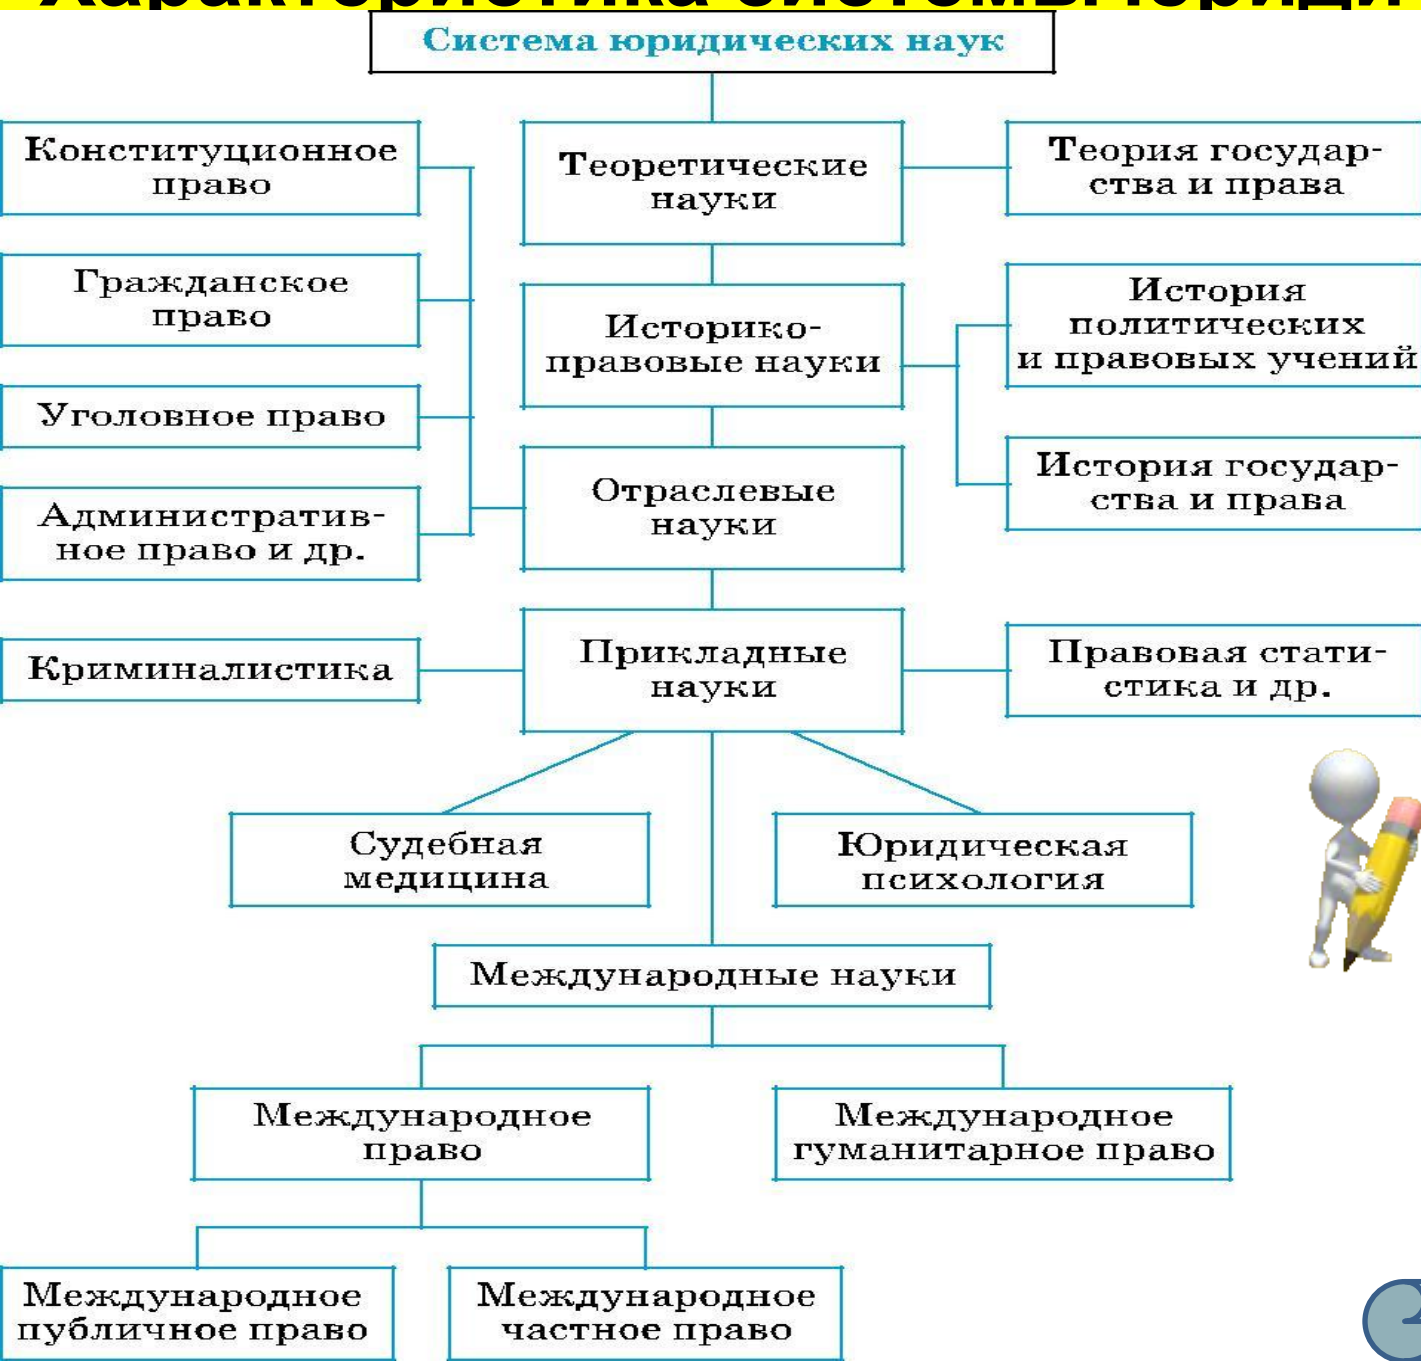 Характеристика системы
Система юридических наук
Конституционное
право
Теоретические
науки
Теория государ-
ства и права
Гражданское
право
Историко-
правовые науки
История
политических
и правовых учений
Уголовное право
История государ-
ства и права
Административ-
ное право и др.
Отраслевые
науки
Криминалистика
Прикладные
науки
Правовая стати-
стика и др.
Судебная
медицина
Юридическая
психология
Международные науки
Международное
право
Международное
гуманитарное право
Международное
публичное право
Международное
частное право